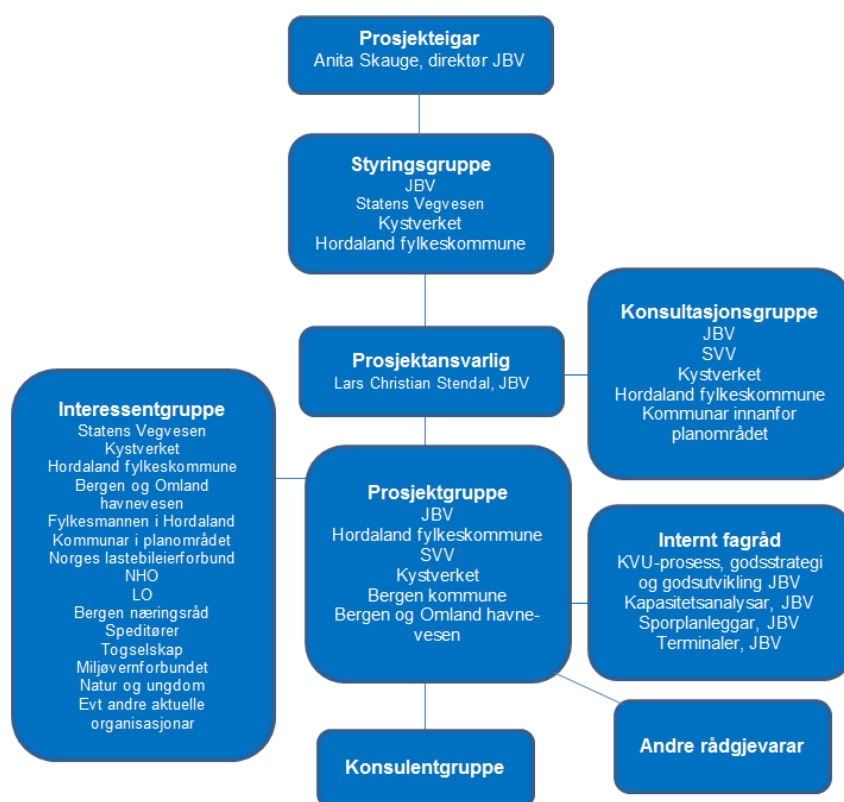 Prosjekteigar
Anita Skauge, direktør JBV
Styringsgruppe
JBV
Statens Vegvesen
Kystverket
Hordaland fylkeskommune
Prosjektansvarlig
Lars Christian Stendal, JBV
Konsultasjonsgruppe
JBV
SVV
Kystverket
Hordaland fylkeskommune
Kommunar innanfor
planområdet
Interessentgruppe
Statens Vegvesen
Kystverket
Hordaland fylkeskommune
Bergen og Omland
havnevesen
Fylkesmannen i Hordaland
Kommunar i planområdet
Norges lastebileierforbund
NHO
LO
Bergen næringsråd
Speditører
Togselskap
Miljøvernforbundet
Natur og ungdom
Evt andre aktuelle
organisasjonar
Prosjektgruppe
JBV
Hordaland fylkeskommune
SVV
Kystverket
Bergen kommune
Bergen og Omland havne-
vesen
Internt fagråd
KVU-prosess, godsstrategi
og godsutvikling JBV
Kapasitetsanalysar, JBV
Sporplanleggar, JBV
Terminaler, JBV
Konsulentgruppe
Andre rådgjevarar